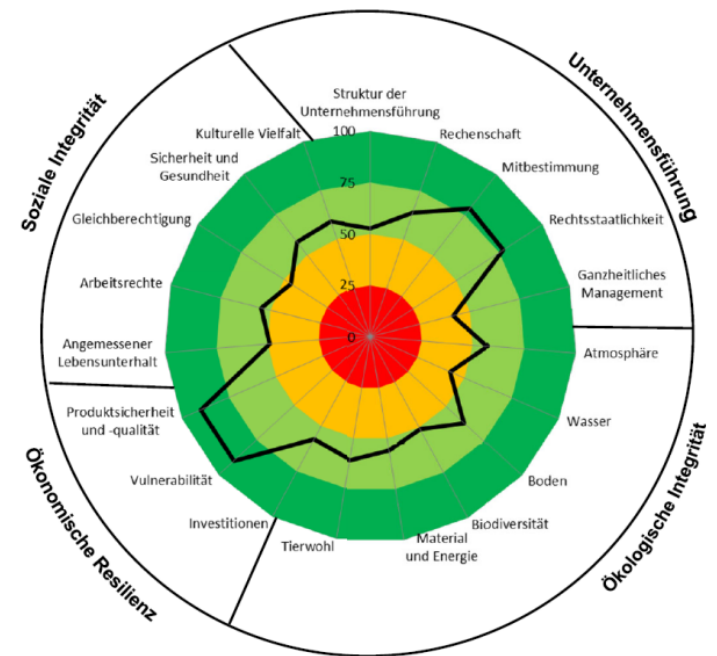 Soziale Integrität
Unternehmensführung
Struktur der
Unternehmensführung
Kulturelle Vielfalt
100
Rechenschaft
Sicherheit und
Gesundheit
Mitbestimmung
75
Gleichberechtigung
Rechtsstaatlichkeit
50
Arbeitsrechte
Ganzheitliches
Management
25
0
Angemessener
Lebensunterhalt
Atmosphäre
Produktsicherheit
und -qualität
Wasser
Vulnerabilität
Boden
Investitionen
Biodiversität
Tierwohl
Material
und Energie
Ökonomische Resilienz
Ökologische Integrität